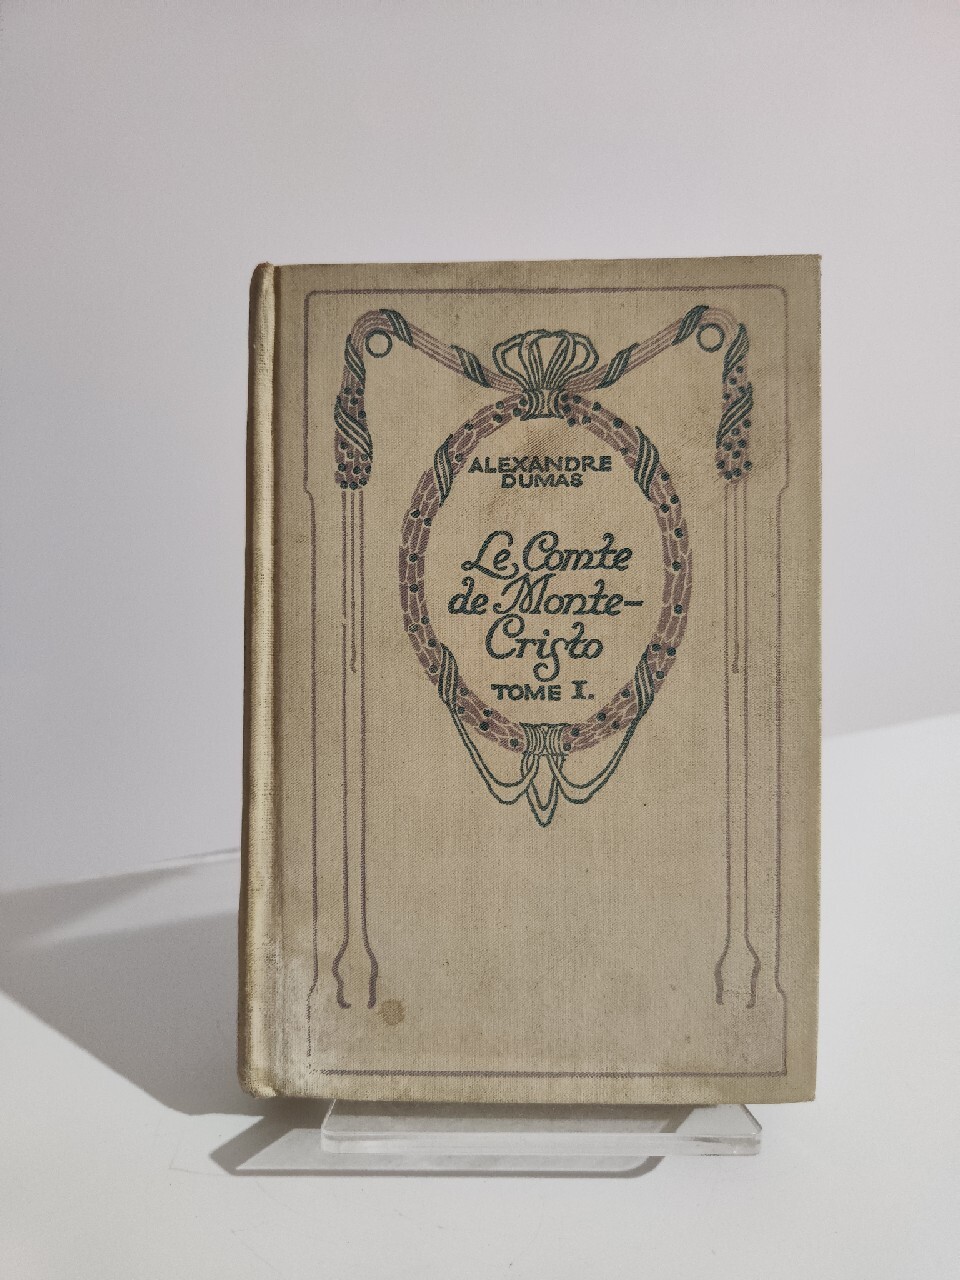 ALEXANDRE
DUMAS
Le Comte
de Monte-
Cristo
TOME I.